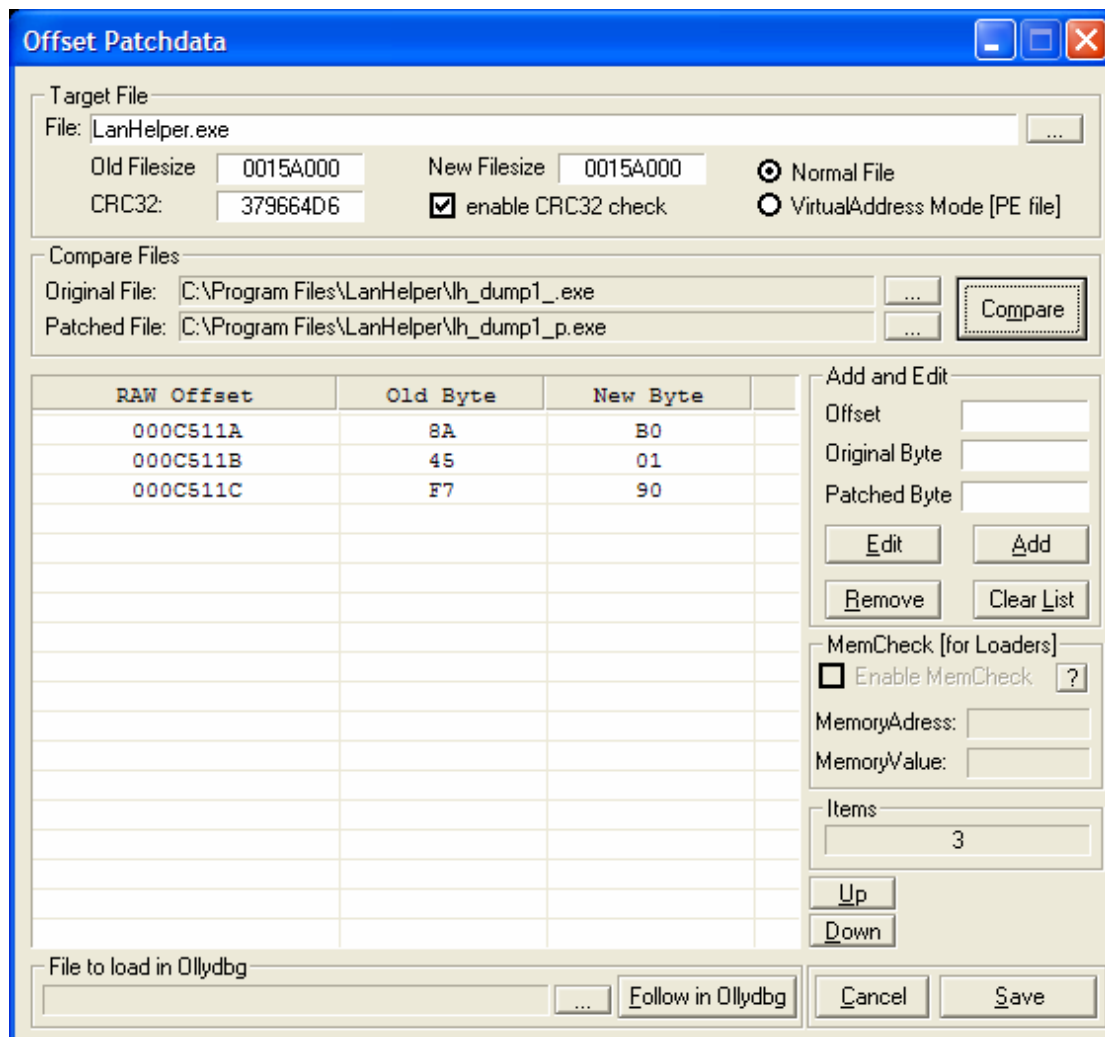 Offset Patchdata
Target File
File: LanHelper.exe ...
Old Filesize 0015A000 New Filesize 0015A000 Normal File
CRC32: 379664D6 enable CRC32 check VirtualAddress Mode [PE file]
Compare Files
Original File: C:\Program Files\LanHelper\lh_dump1_.exe ...
Patched File: C:\Program Files\LanHelper\lh_dump1_p.exe ...
Compare
RAW Offset Old Byte New Byte
000C511A 8A B0
000C511B 45 01
000C511C F7 90
Add and Edit
Offset
Original Byte
Patched Byte
Edit Add
Remove Clear List
MemCheck [for Loaders]
Enable MemCheck ?
MemoryAdress:
MemoryValue:
Items
3
Up
Down
File to load in Ollydbg
... Follow in Ollydbg
Cancel Save